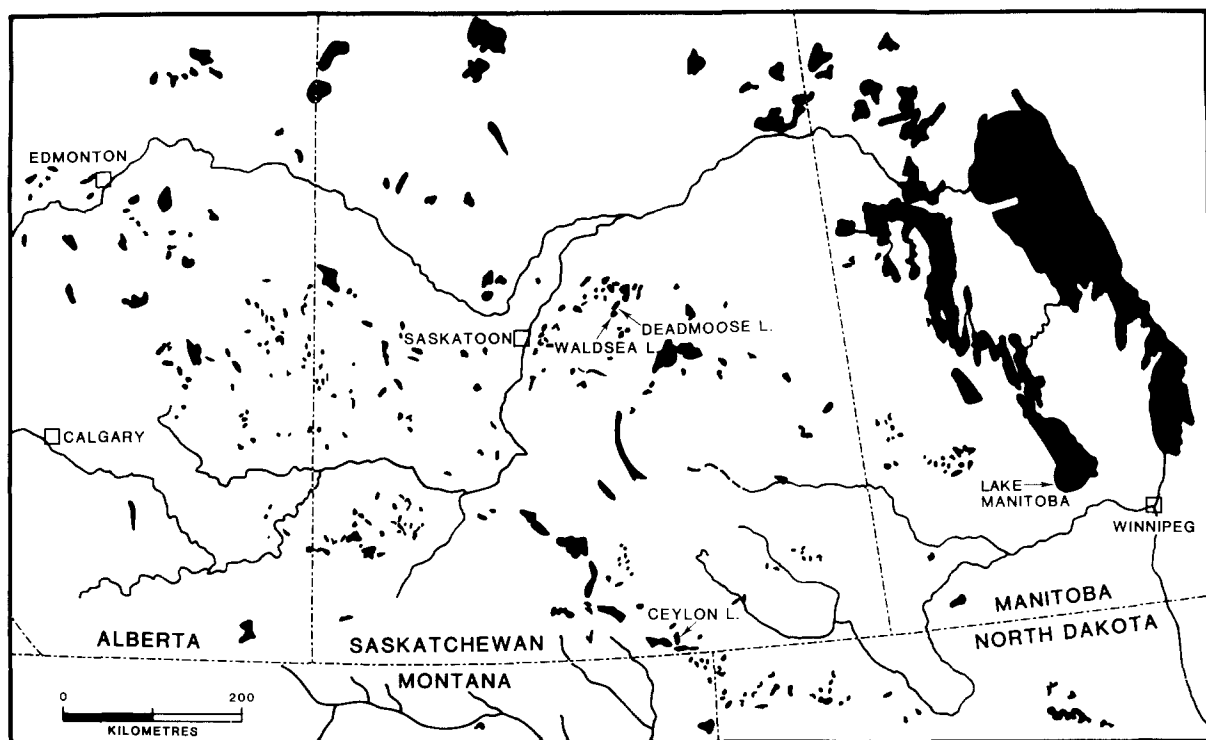 EDMONTON
SASKATOON
DEADMOOSE L.
WALDSEA L.
CALGARY
LAKE
MANITOBA
WINNIPEG
CEYLON L.
ALBERTA
SASKATCHEWAN
MANITOBA
NORTH DAKOTA
MONTANA
0 200
KILOMETRES